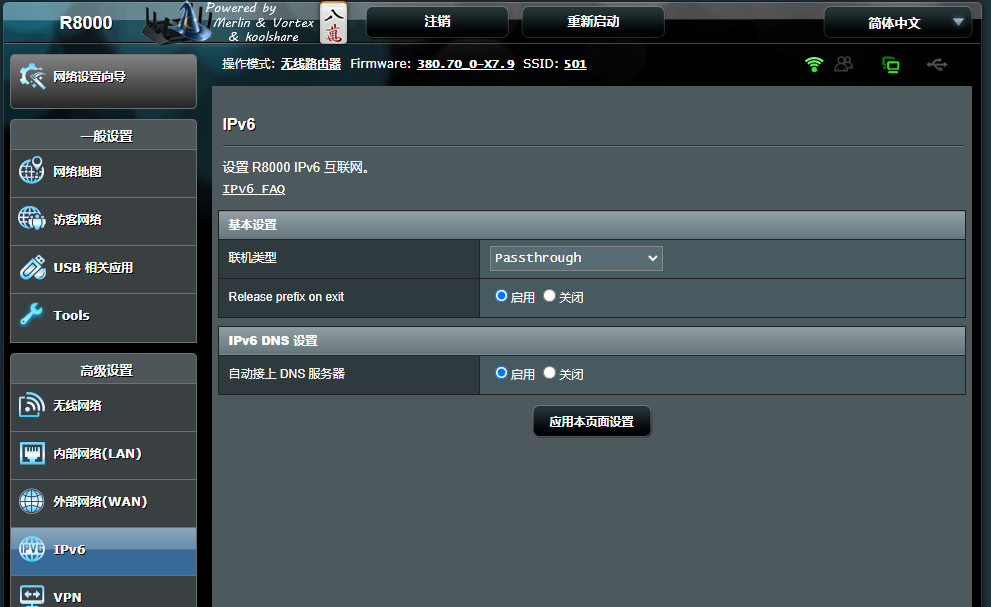 R8000
Powered by
Merlin & Vortex
& koolshare
八萬
注销
重新启动
简体中文
操作模式: 无线路由器 Firmware: 380.70_0-X7.9 SSID: 501
网络设置向导
一般设置
网络地图
访客网络
USB 相关应用
Tools
高级设置
无线网络
内部网络(LAN)
外部网络(WAN)
IPv6
VPN
IPv6
设置 R8000 IPv6 互联网。
IPv6 FAQ
基本设置
联机类型 Passthrough
Release prefix on exit 启用 关闭
IPv6 DNS 设置
自动接上 DNS 服务器 启用 关闭
应用本页面设置